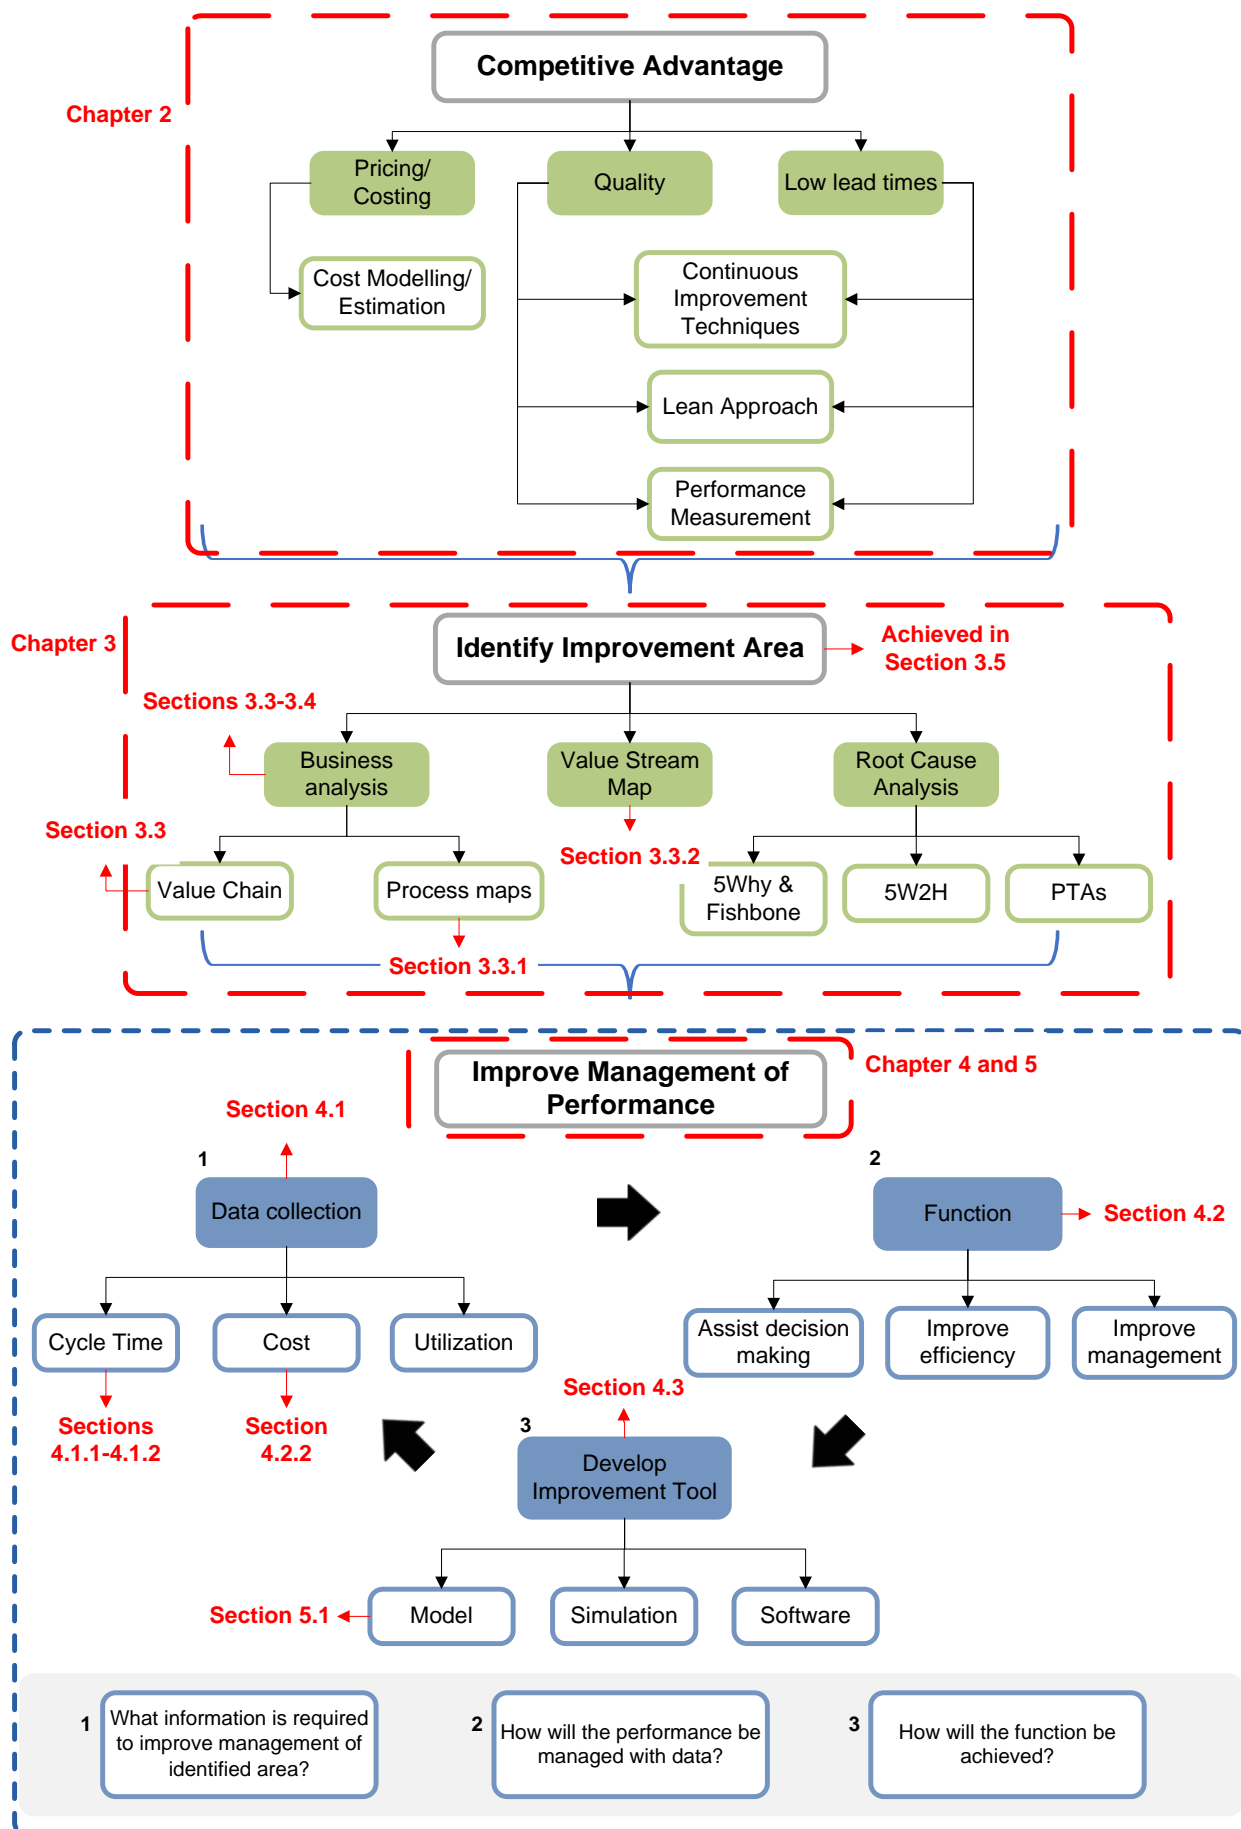 Competitive Advantage
Chapter 2
Pricing/
Costing
Quality
Low lead times
Cost Modelling/
Estimation
Continuous
Improvement
Techniques
Lean Approach
Performance
Measurement
Chapter 3
Identify Improvement Area
Achieved in
Section 3.5
Sections 3.3-3.4
Business
analysis
Value Stream
Map
Root Cause
Analysis
Section 3.3
Section 3.3.2
Value Chain
Process maps
5Why &
Fishbone
5W2H
PTAs
Section 3.3.1
Improve Management of
Performance
Chapter 4 and 5
Section 4.1
1
Data collection
2
Function
Section 4.2
Cycle Time
Cost
Utilization
Assist decision
making
Improve
efficiency
Improve
management
Sections
4.1.1-4.1.2
Section
4.2.2
Section 4.3
3
Develop
Improvement Tool
Section 5.1
Model
Simulation
Software
1
What information is required
to improve management of
identified area?
2
How will the performance be
managed with data?
3
How will the function be
achieved?